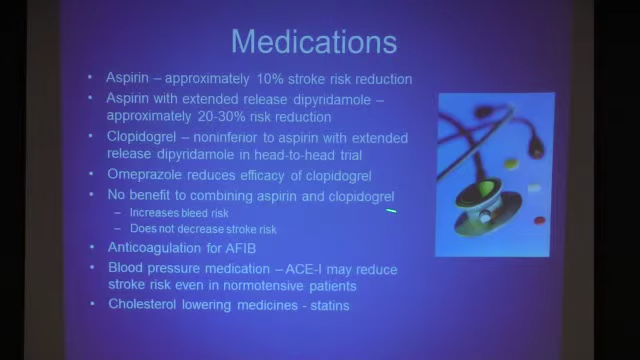 Medications
• Aspirin – approximately 10% stroke risk reduction
• Aspirin with extended release dipyridamole –
approximately 20-30% risk reduction
• Clopidogrel – noninferior to aspirin with extended
release dipyridamole in head-to-head trial
• Omeprazole reduces efficacy of clopidogrel
• No benefit to combining aspirin and clopidogrel
– Increases bleed risk
– Does not decrease stroke risk
• Anticoagulation for AFIB
• Blood pressure medication – ACE-I may reduce
stroke risk even in normotensive patients
• Cholesterol lowering medicines - statins